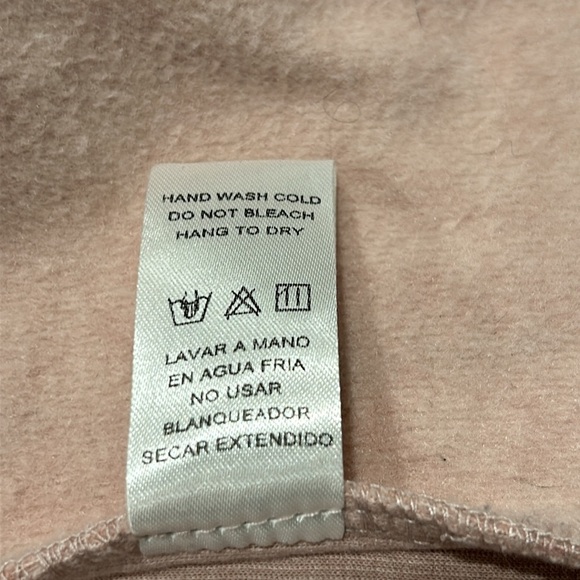 HAND WASH COLD
DO NOT BLEACH
HANG TO DRY
LAVAR A MANO
EN AGUA FRIA
NO USAR
BLANQUEADOR
SECAR EXTENDIDO